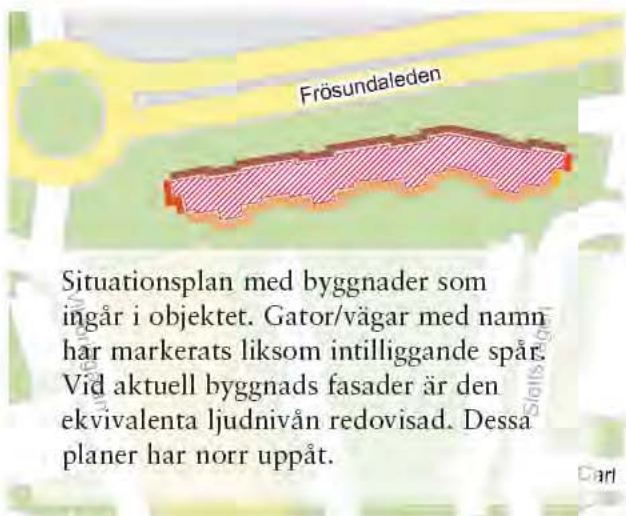 Frösundaleden
Situationsplan med byggnader som
ingår i objektet. Gator/vägar med namn
har markerats liksom intilliggande spår.
Vid aktuell byggnads fasader är den
ekvivalenta ljudnivån redovisad. Dessa
planer har norr uppåt.
Carl